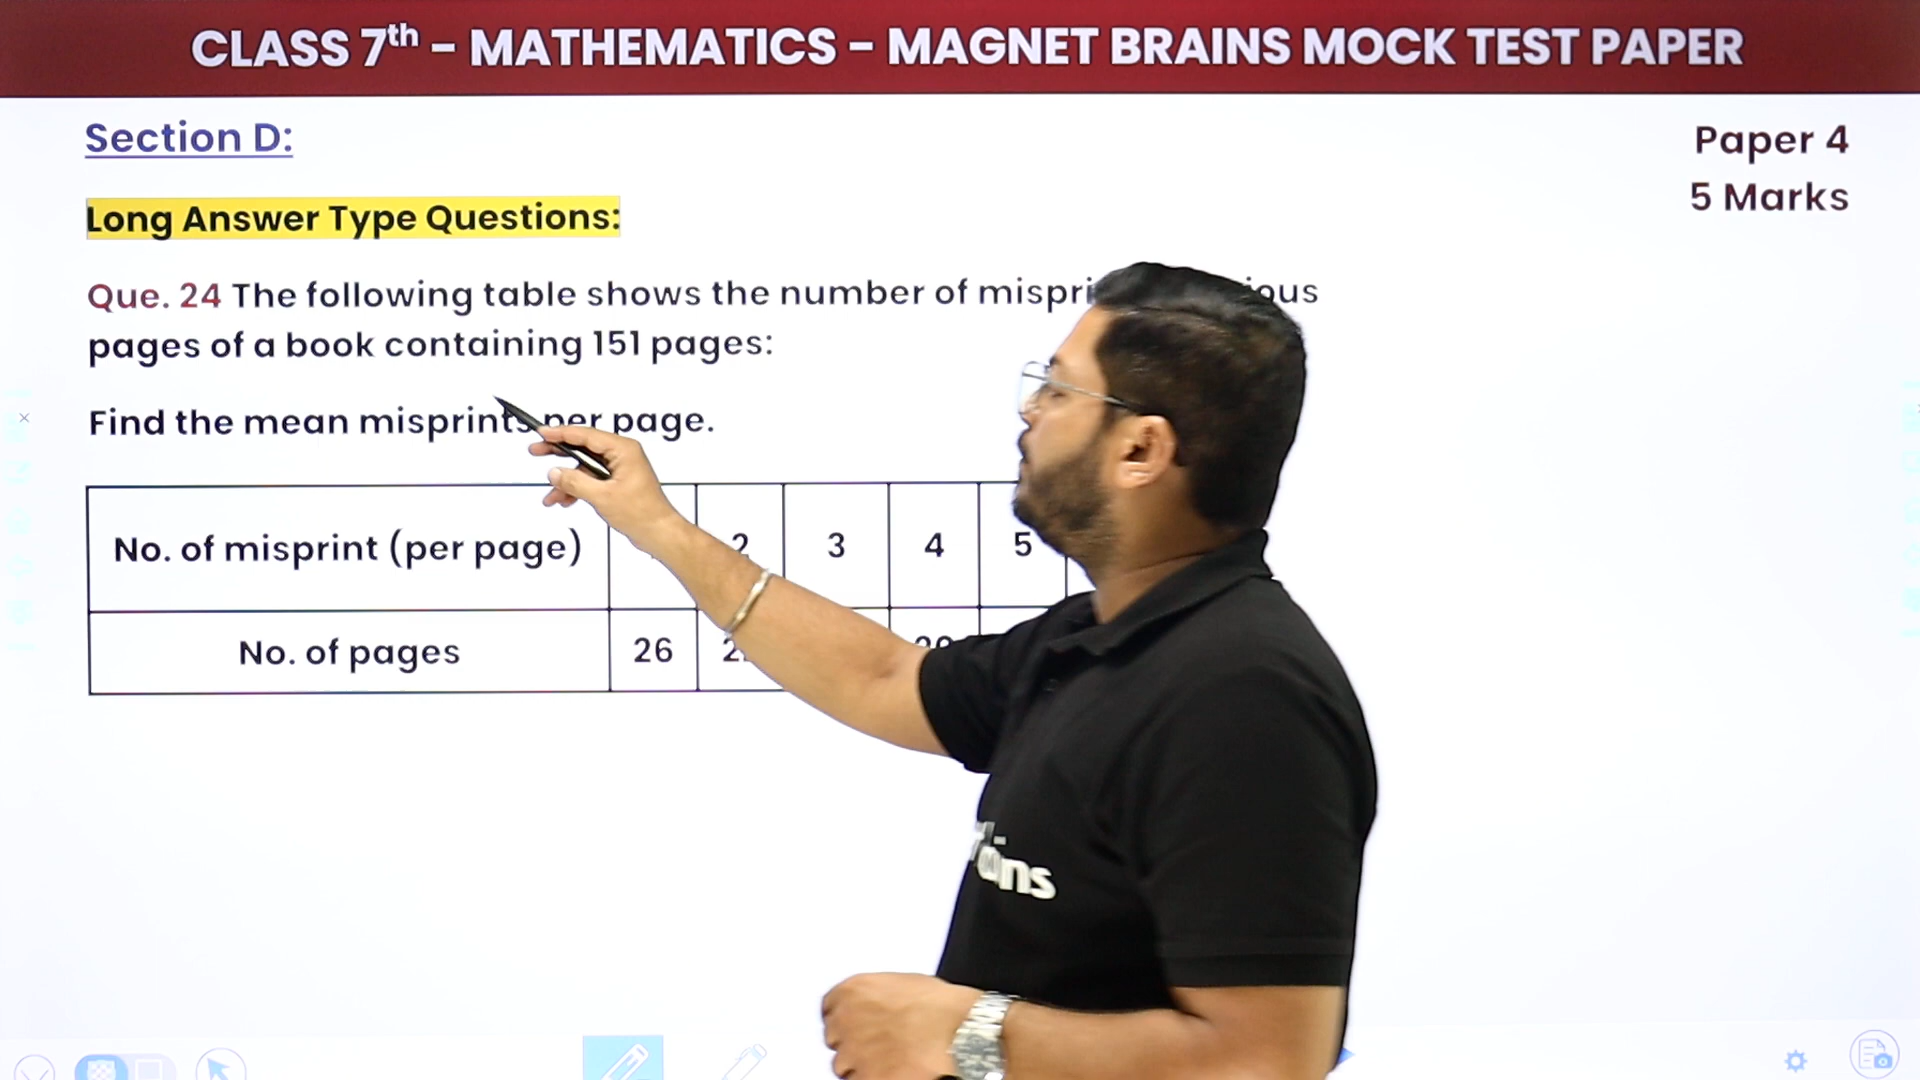 CLASS 7th – MATHEMATICS – MAGNET BRAINS MOCK TEST PAPER
Section D:
Paper 4
5 Marks
Long Answer Type Questions:
Que. 24 The following table shows the number of
pages of a book containing 151 pages:
Find the mean misprints per page.
No. of misprint (per page) 2 3 4 5
No. of pages 26